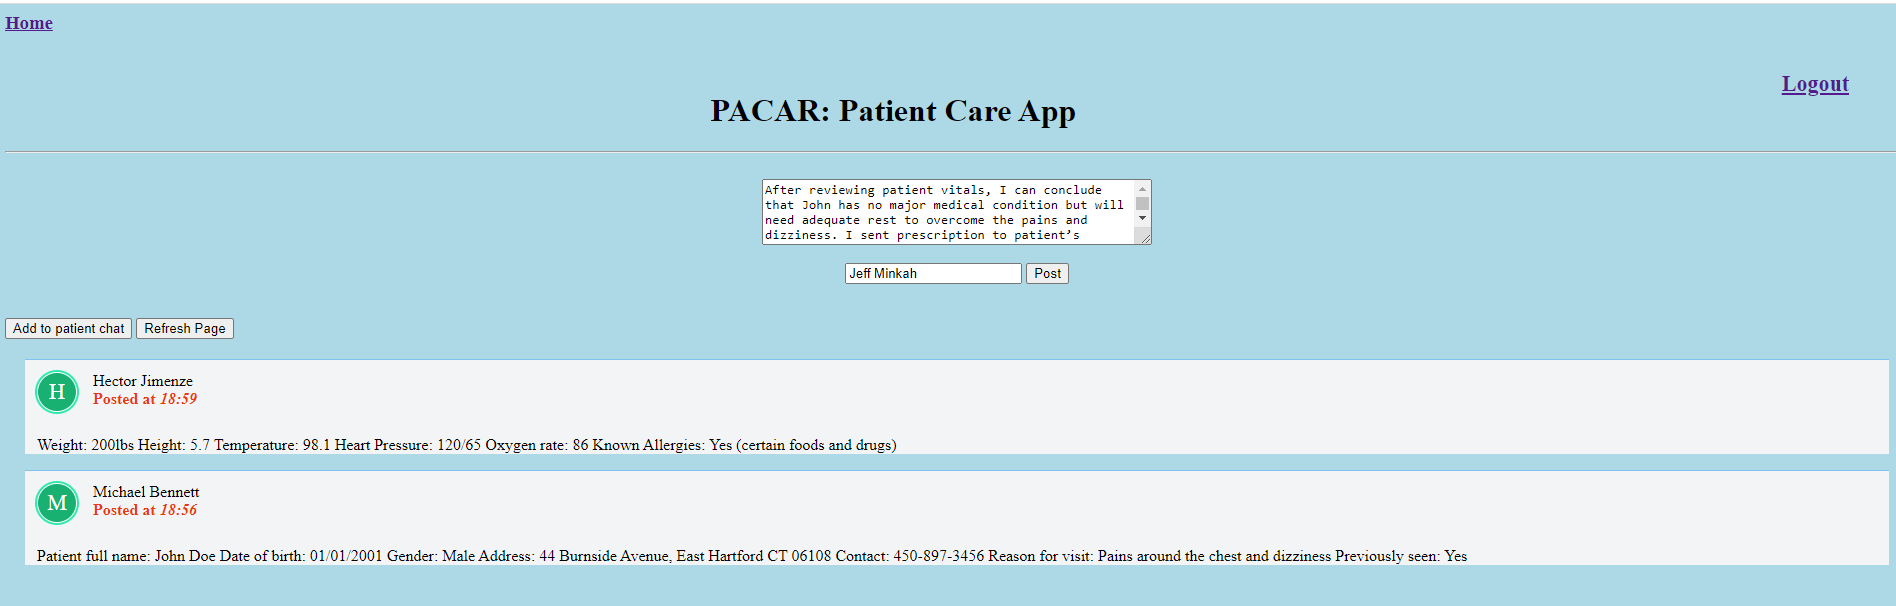 Home
Logout
PACAR: Patient Care App
After reviewing patient vitals, I can conclude
that John has no major medical condition but will
need adequate rest to overcome the pains and
dizziness. I sent prescription to patient’s
Jeff Minkah Post
Add to patient chat Refresh Page
H
Hector Jimenze
Posted at 18:59
Weight: 200lbs Height: 5.7 Temperature: 98.1 Heart Pressure: 120/65 Oxygen rate: 86 Known Allergies: Yes (certain foods and drugs)
M
Michael Bennett
Posted at 18:56
Patient full name: John Doe Date of birth: 01/01/2001 Gender: Male Address: 44 Burnside Avenue, East Hartford CT 06108 Contact: 450-897-3456 Reason for visit: Pains around the chest and dizziness Previously seen: Yes